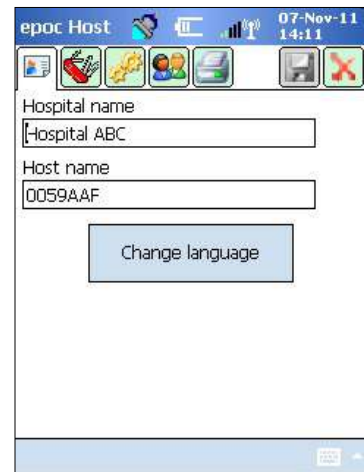 epoc Host
07-Nov-11
14:11
Hospital name
Hospital ABC
Host name
0059AAF
Change language